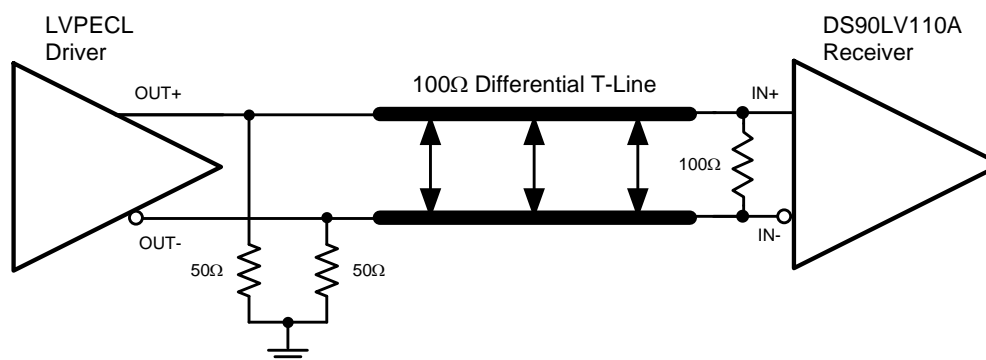 LVPECL
Driver
DS90LV110A
Receiver
OUT+
100Ω Differential T-Line
IN+
100Ω
OUT-
IN-
50Ω
50Ω